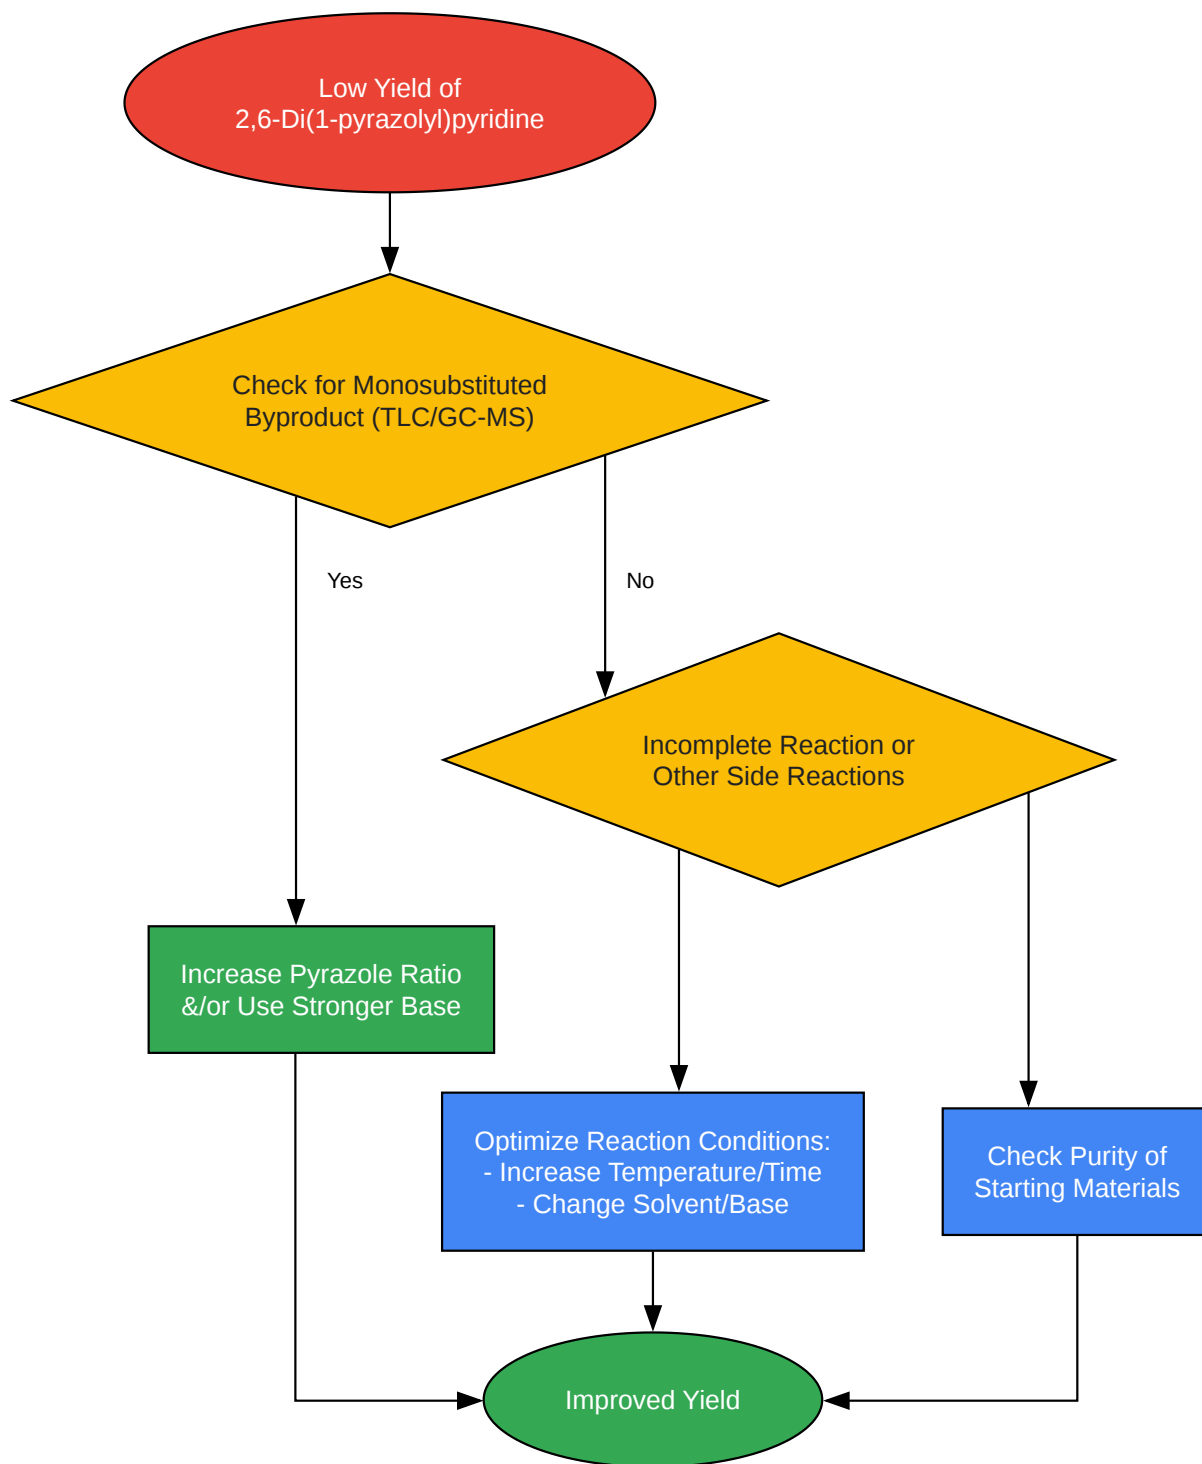 Low Yield of
2,6-Di(1-pyrazolyl)pyridine
Check for Monosubstituted
Byproduct (TLC/GC-MS)
Yes
No
Incomplete Reaction or
Other Side Reactions
Increase Pyrazole Ratio
&/or Use Stronger Base
Optimize Reaction Conditions:
- Increase Temperature/Time
- Change Solvent/Base
Check Purity of
Starting Materials
Improved Yield